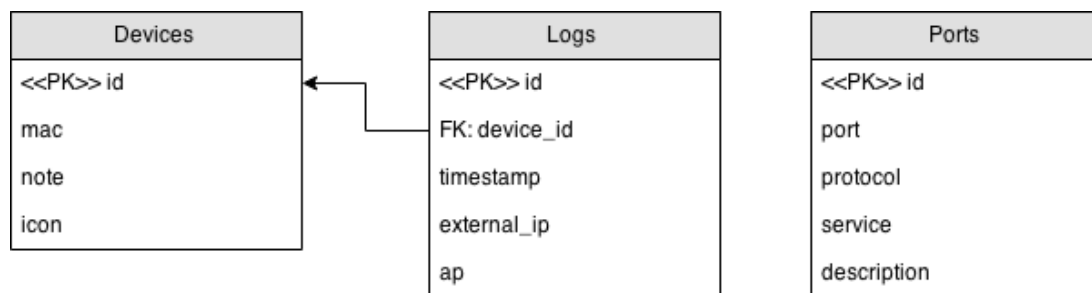 Devices
<<PK>> id
mac
note
icon
Logs
<<PK>> id
FK: device_id
timestamp
external_ip
ap
Ports
<<PK>> id
port
protocol
service
description